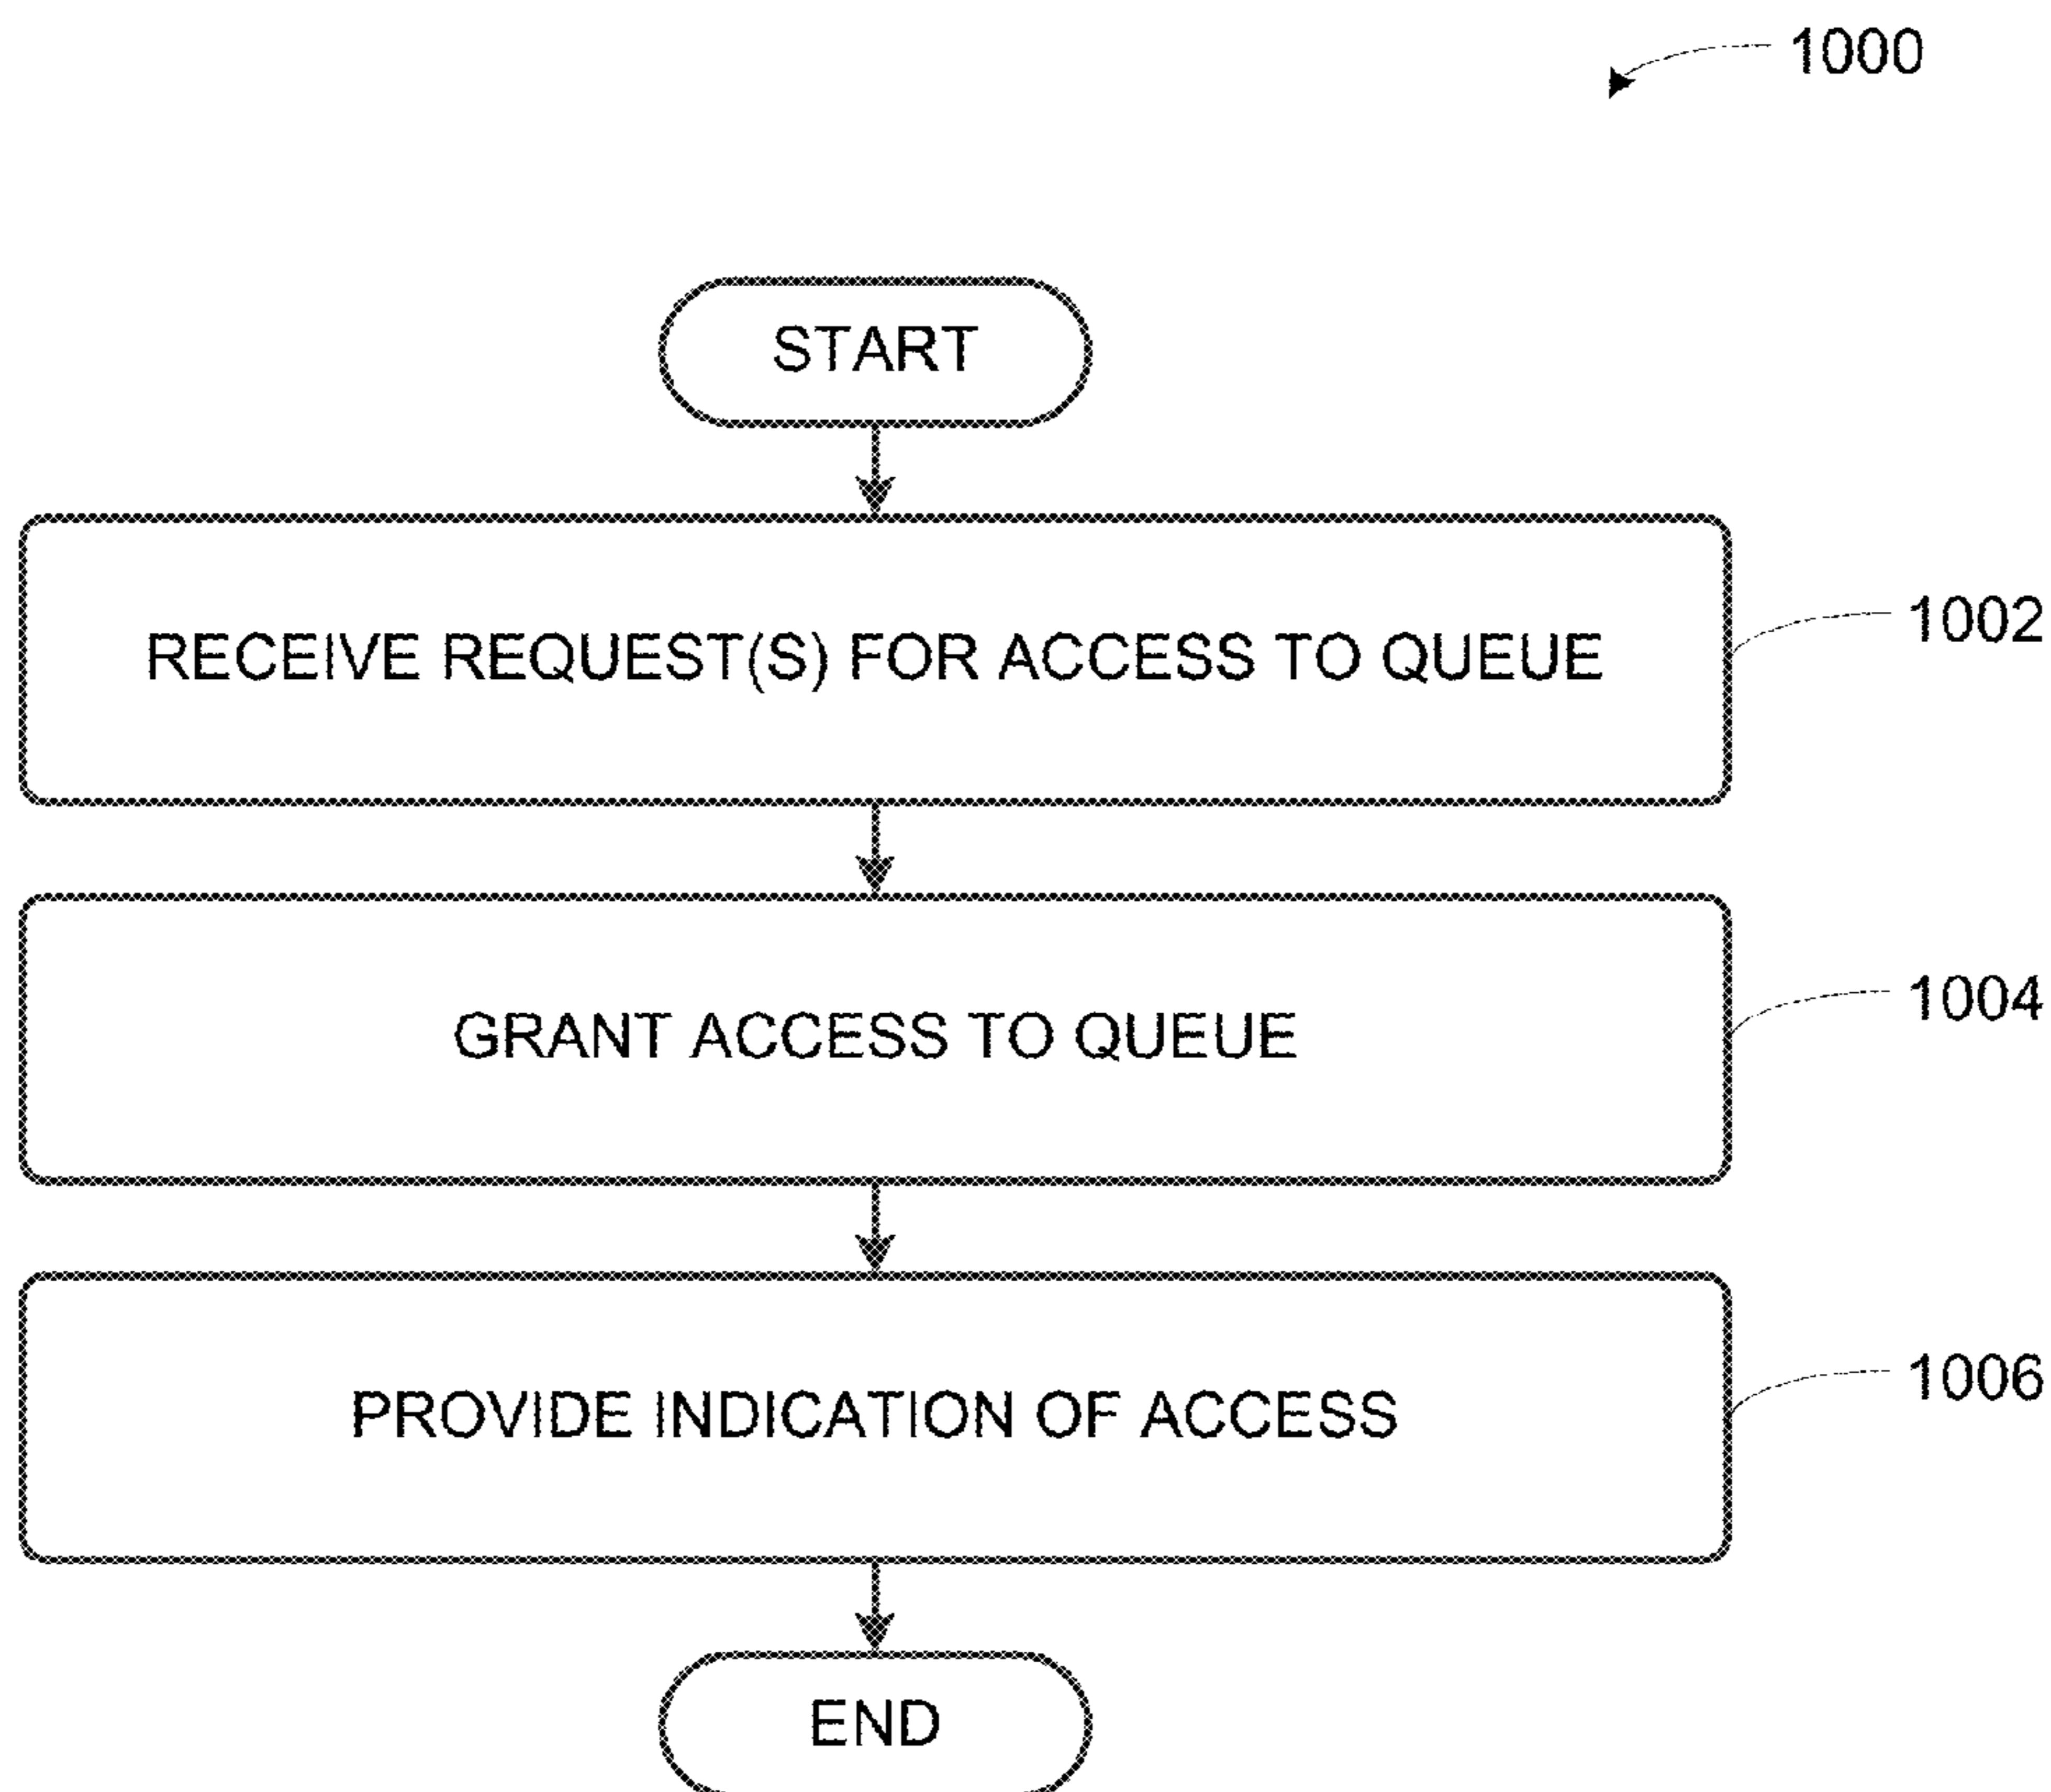 1000
START
RECEIVE REQUEST(S) FOR ACCESS TO QUEUE
1002
GRANT ACCESS TO QUEUE
1004
PROVIDE INDICATION OF ACCESS
1006
END